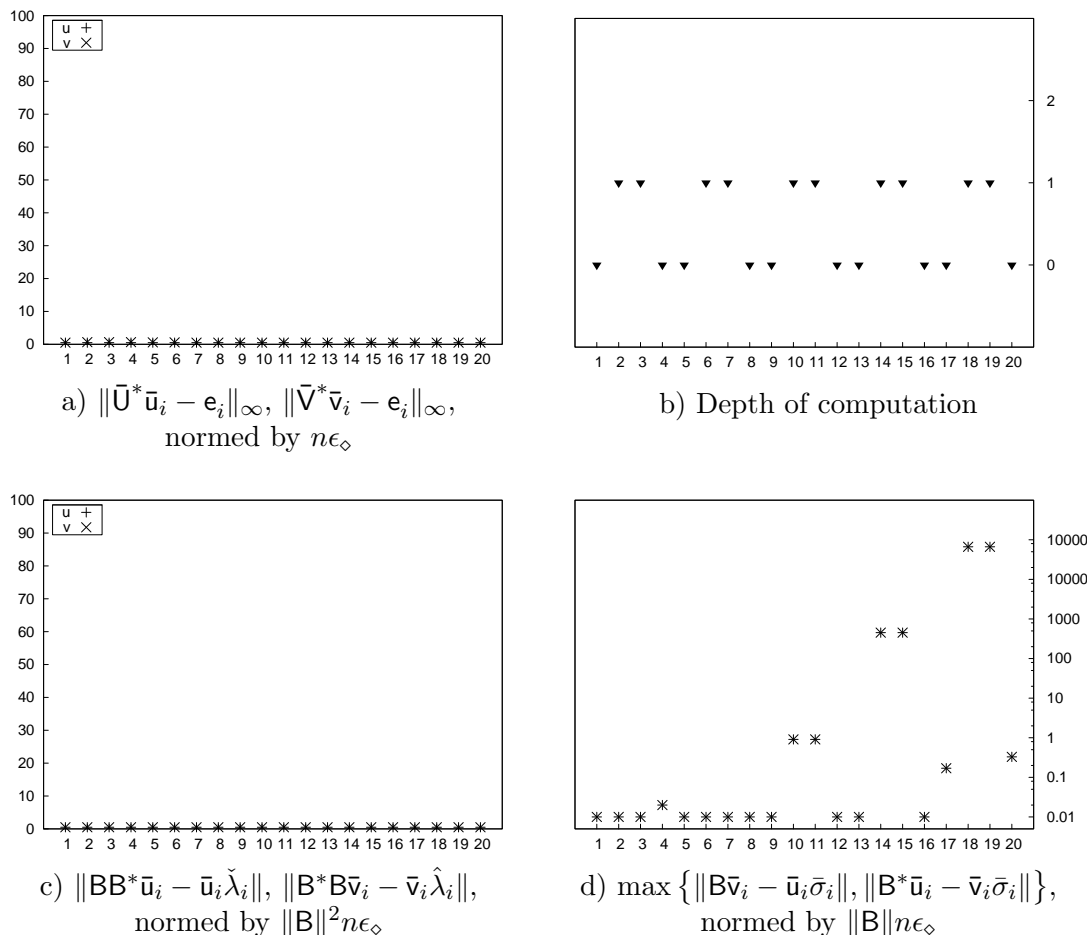 100
90
80
70
60
50
40
30
20
10
0
u +
v ×
1 2 3 4 5 6 7 8 9 10 11 12 13 14 15 16 17 18 19 20
a) ‖Ū*ū_i − e_i‖_∞, ‖V̄*v̄_i − e_i‖_∞,
normed by nϵ_⋄
2
1
0
1 2 3 4 5 6 7 8 9 10 11 12 13 14 15 16 17 18 19 20
b) Depth of computation
100
90
80
70
60
50
40
30
20
10
0
u +
v ×
1 2 3 4 5 6 7 8 9 10 11 12 13 14 15 16 17 18 19 20
c) ‖BB*ū_i − ū_iλ̌_i‖, ‖B*Bv̄_i − v̄_iλ̂_i‖,
normed by ‖B‖²nϵ_⋄
10000
10000
1000
100
10
1
0.1
0.01
1 2 3 4 5 6 7 8 9 10 11 12 13 14 15 16 17 18 19 20
d) max {‖Bv̄_i − ū_iσ̄_i‖, ‖B*ū_i − v̄_iσ̄_i‖},
normed by ‖B‖nϵ_⋄